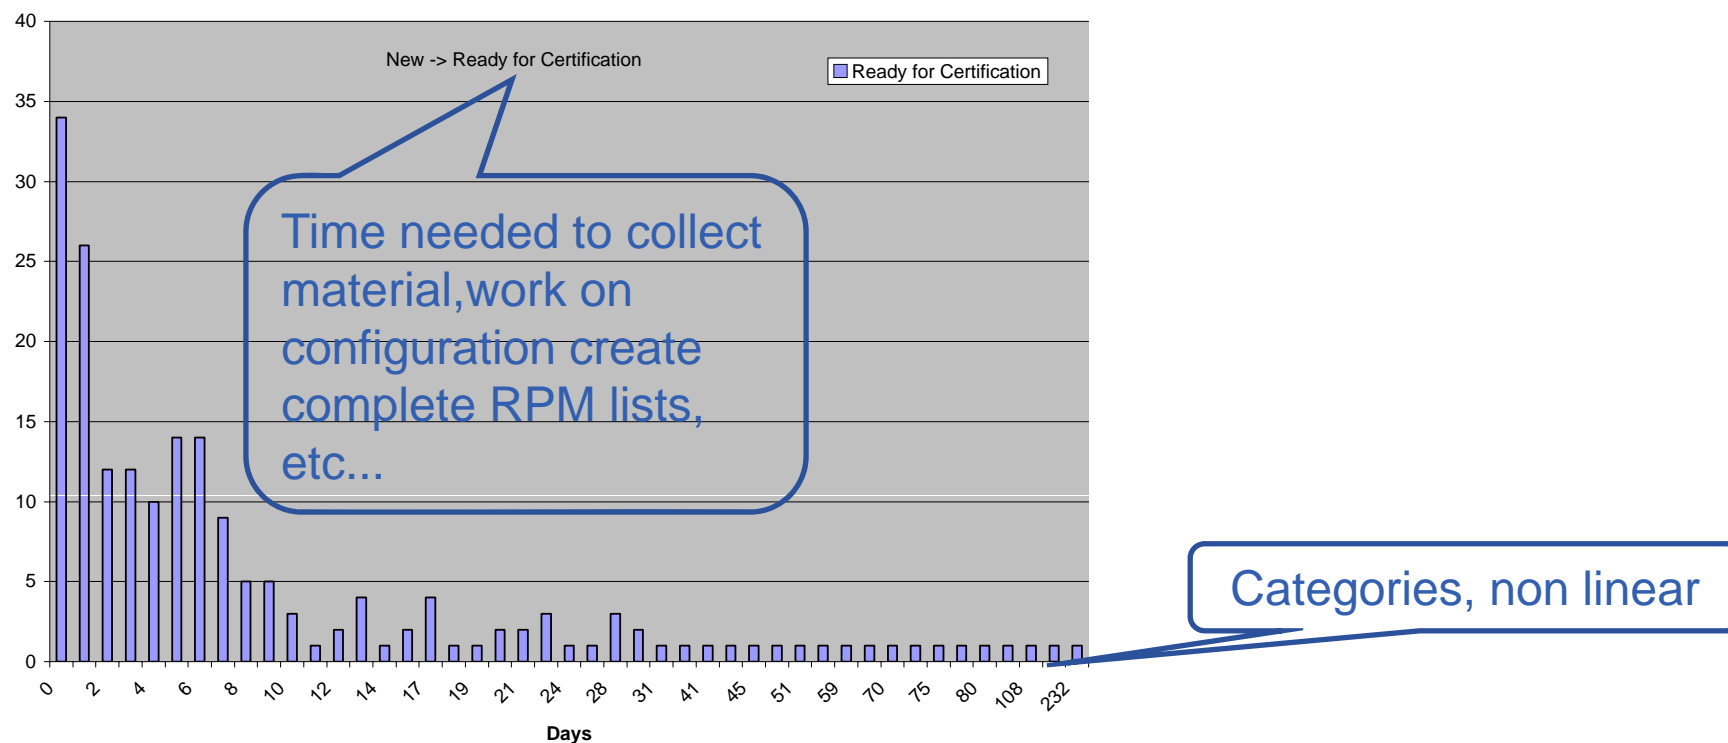 40
New -> Ready for Certification
Ready for Certification
35
30
25
20
15
10
5
0
Time needed to collect
material,work on
configuration create
complete RPM lists,
etc...
Categories, non linear
0 2 4 6 8 10 12 14 17 19 21 24 28 31 41 45 51 59 70 75 80 108 232
Days